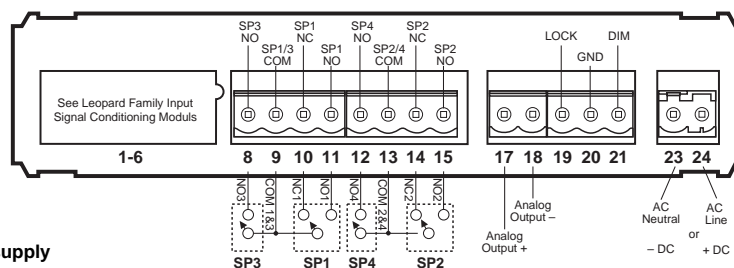 SP3 NO
SP1/3 COM
SP1 NC
SP1 NO
SP4 NO
SP2/4 COM
SP2 NC
SP2 NO
LOCK
GND
DIM
See Leopard Family Input
Signal Conditioning Moduls
1-6
8 9 10 11 12 13 14 15
17 18 19 20 21
23 24
NO3
COM 1&3
NC1
NO1
NO4
COM 2&4
NC2
NO2
SP3 SP1 SP4 SP2
Analog
Output +
Analog
Output –
AC
Neutral
– DC
or
AC
Line
+ DC
supply